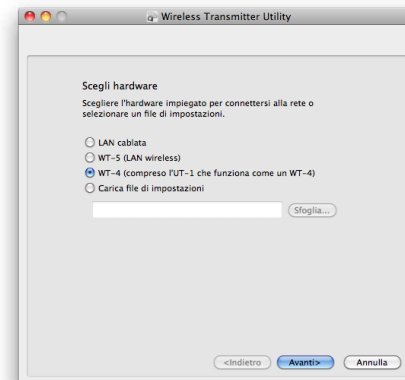 Wireless Transmitter Utility
Scegli hardware
Scegliere l'hardware impiegato per connettersi alla rete o
selezionare un file di impostazioni.
LAN cablata
WT-5 (LAN wireless)
WT-4 (compreso l'UT-1 che funziona come un WT-4)
Carica file di impostazioni
Sfoglia...
<Indietro
Avanti>
Annulla